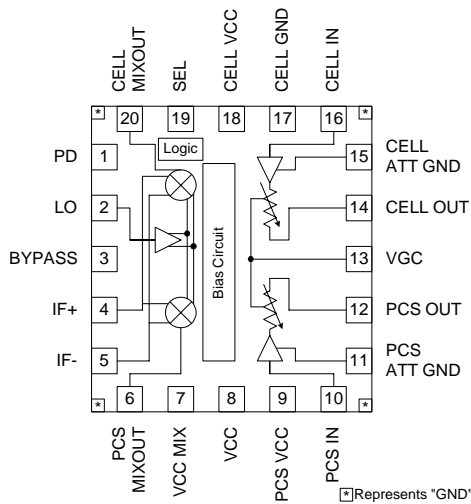 CELL
MIXOUT
SEL
CELL VCC
CELL GND
CELL IN
*
20
19
18
17
16
*
Logic
PD
1
15
CELL
ATT GND
LO
2
14
CELL OUT
BYPASS
3
Bias Circuit
13
VGC
IF+
4
12
PCS OUT
IF-
5
11
PCS
ATT GND
*
6
7
8
9
10
*
PCS
MIXOUT
VCC MIX
VCC
PCS VCC
PCS IN
* Represents "GND"